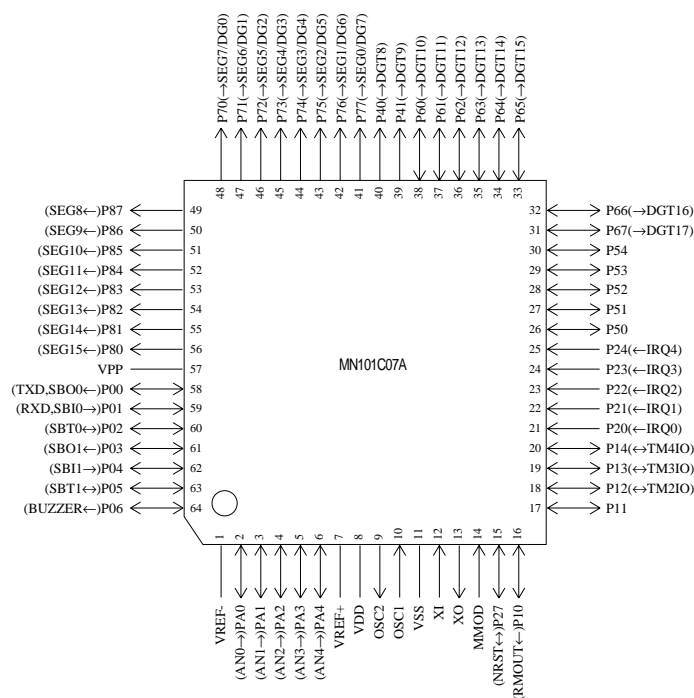 P70(→SEG7/DG0)
P71(→SEG6/DG1)
P72(→SEG5/DG2)
P73(→SEG4/DG3)
P74(→SEG3/DG4)
P75(→SEG2/DG5)
P76(→SEG1/DG6)
P77(→SEG0/DG7)
P40(→DGT8)
P41(→DGT9)
P60(→DGT10)
P61(→DGT11)
P62(→DGT12)
P63(→DGT13)
P64(→DGT14)
P65(→DGT15)
48 47 46 45 44 43 42 41 40 39 38 37 36 35 34 33
(SEG8←)P87 49 32 P66(→DGT16)
(SEG9←)P86 50 31 P67(→DGT17)
(SEG10←)P85 51 30 P54
(SEG11←)P84 52 29 P53
(SEG12←)P83 53 28 P52
(SEG13←)P82 54 27 P51
(SEG14←)P81 55 26 P50
(SEG15←)P80 56 25 P24(←IRQ4)
MN101C07A
VPP 57 24 P23(←IRQ3)
(TXD,SBO0←)P00 58 23 P22(←IRQ2)
(RXD,SBI0→)P01 59 22 P21(←IRQ1)
(SBT0↔)P02 60 21 P20(←IRQ0)
(SBO1←)P03 61 20 P14(↔TM4IO)
(SBI1→)P04 62 19 P13(↔TM3IO)
(SBT1↔)P05 63 18 P12(↔TM2IO)
(BUZZER←)P06 64 17 P11
1 2 3 4 5 6 7 8 9 10 11 12 13 14 15 16
VREF-
(AN0→)PA0
(AN1→)PA1
(AN2→)PA2
(AN3→)PA3
(AN4→)PA4
VREF+
VDD
OSC2
OSC1
VSS
XI
XO
MMOD
(NRST↔)P27
(RMOUT←)P10